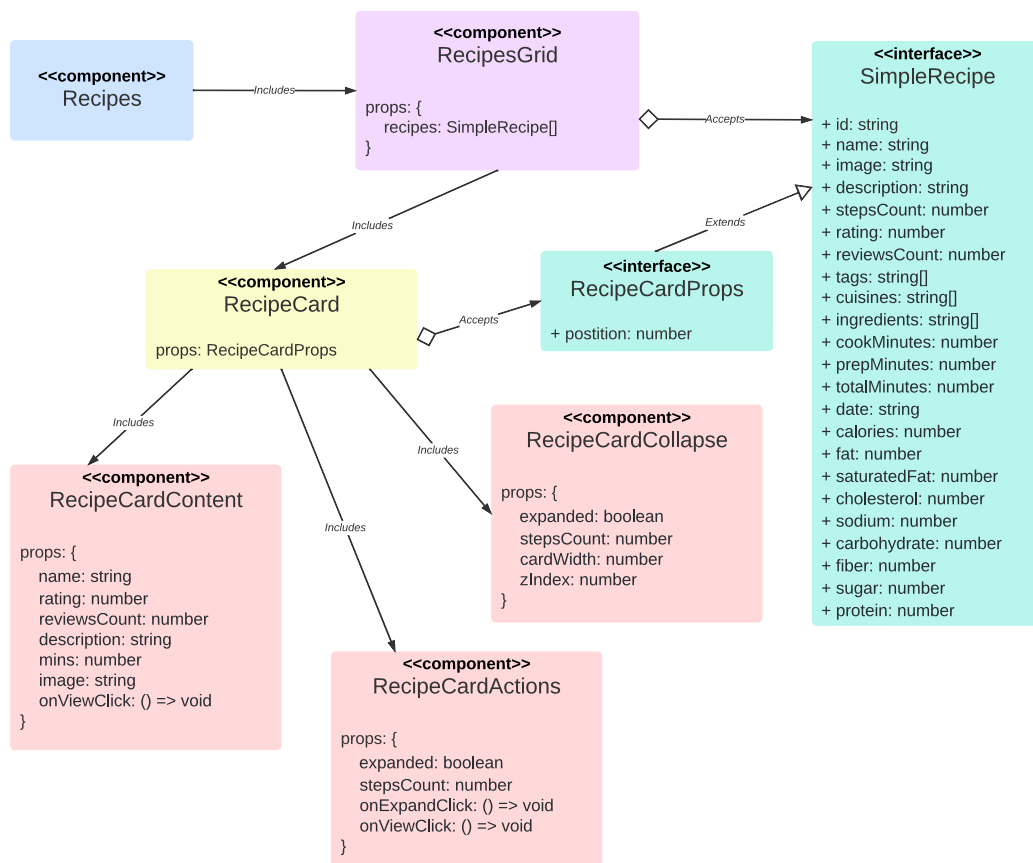 <<component>>
Recipes
Includes
<<component>>
RecipesGrid
props: {
recipes: SimpleRecipe[]
}
Accepts
<<interface>>
SimpleRecipe
+ id: string
+ name: string
+ image: string
+ description: string
+ stepsCount: number
+ rating: number
+ reviewsCount: number
+ tags: string[]
+ cuisines: string[]
+ ingredients: string[]
+ cookMinutes: number
+ prepMinutes: number
+ totalMinutes: number
+ date: string
+ calories: number
+ fat: number
+ saturatedFat: number
+ cholesterol: number
+ sodium: number
+ carbohydrate: number
+ fiber: number
+ sugar: number
+ protein: number
Includes
Extends
<<component>>
RecipeCard
props: RecipeCardProps
Accepts
<<interface>>
RecipeCardProps
+ postition: number
Includes
Includes
Includes
<<component>>
RecipeCardContent
props: {
name: string
rating: number
reviewsCount: number
description: string
mins: number
image: string
onViewClick: () => void
}
<<component>>
RecipeCardCollapse
props: {
expanded: boolean
stepsCount: number
cardWidth: number
zIndex: number
}
<<component>>
RecipeCardActions
props: {
expanded: boolean
stepsCount: number
onExpandClick: () => void
onViewClick: () => void
}